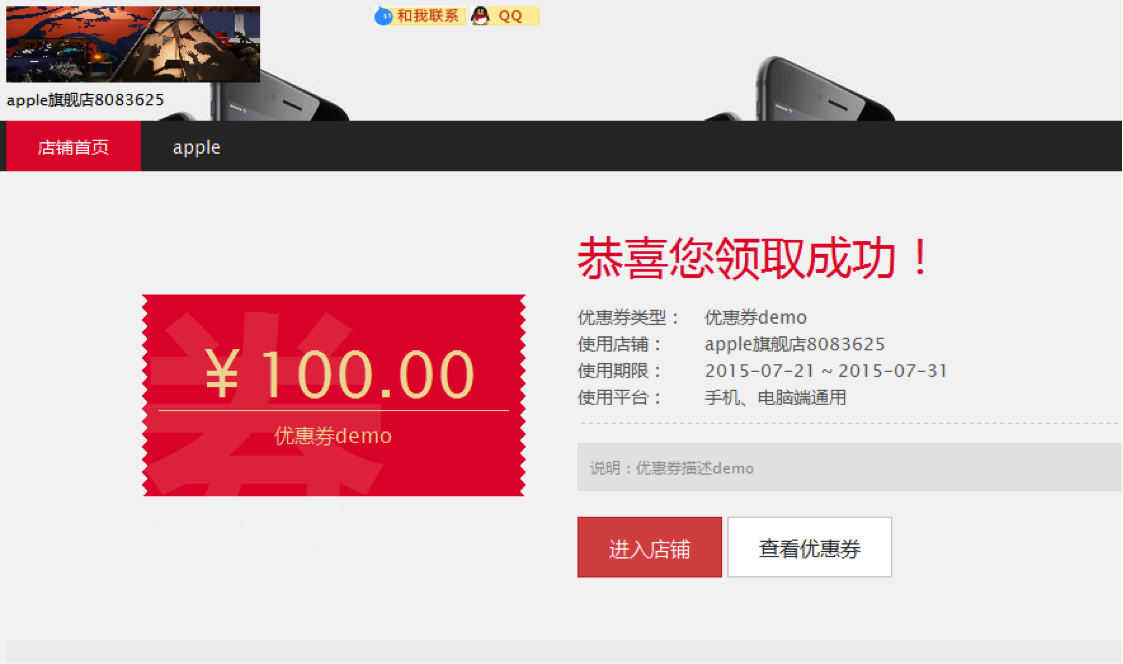 和我联系 QQ
apple旗舰店8083625
店铺首页 apple
恭喜您领取成功！
优惠券类型： 优惠券demo
使用店铺： apple旗舰店8083625
使用期限： 2015-07-21 ~ 2015-07-31
使用平台： 手机、电脑端通用
券
￥100.00
优惠券demo
说明：优惠券描述demo
进入店铺 查看优惠券